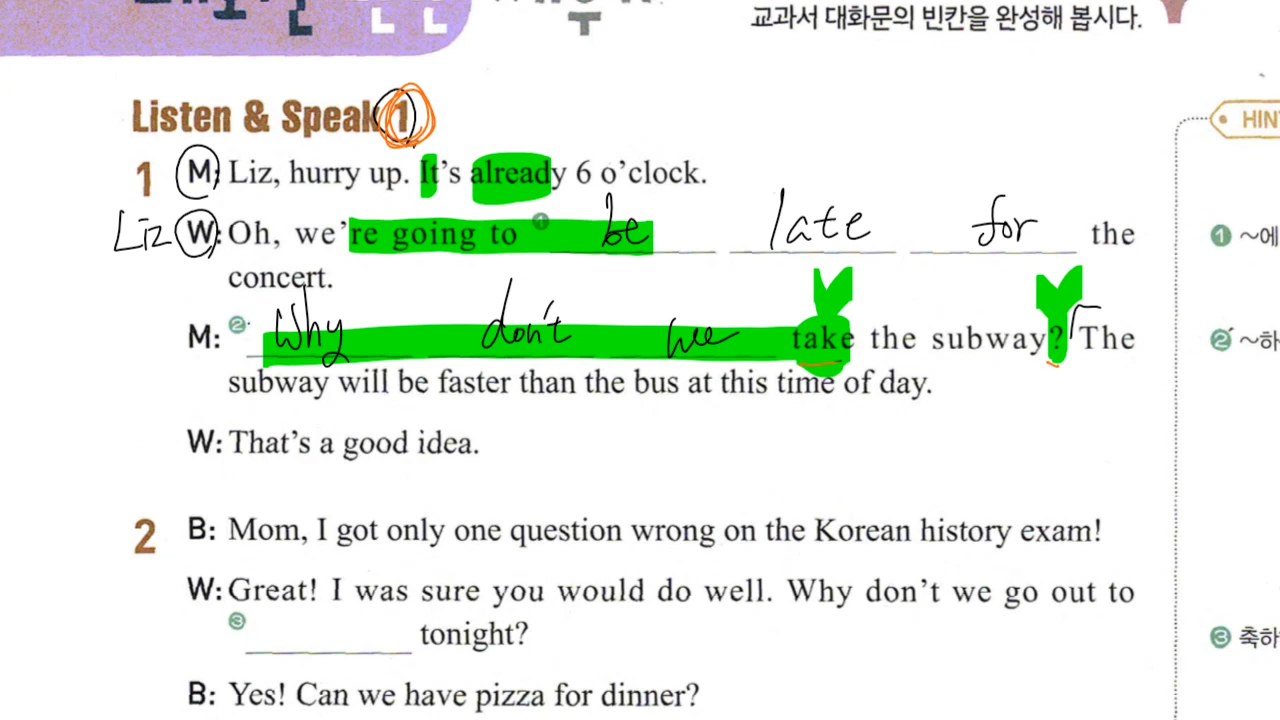 교과서 대화문의 빈칸을 완성해 봅시다.
Listen & Speak 1
HIN
1 M: Liz, hurry up. It's already 6 o'clock.
Liz W: Oh, we're going to ❶ be late for the
concert.
M: ❷ Why don't we take the subway? The
subway will be faster than the bus at this time of day.
W: That's a good idea.
2 B: Mom, I got only one question wrong on the Korean history exam!
W: Great! I was sure you would do well. Why don't we go out to
❸ tonight?
B: Yes! Can we have pizza for dinner?
❶ ~에
❷ ~하
❸ 축하